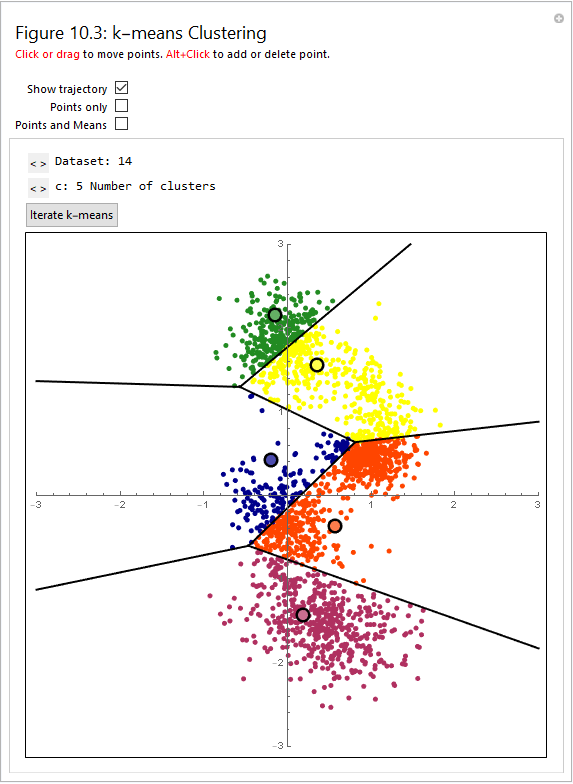 Figure 10.3: k−means Clustering
Click or drag to move points. Alt+Click to add or delete point.
Show trajectory
Points only
Points and Means
< > Dataset: 14
< > c: 5 Number of clusters
Iterate k−means
3
1
-3 -2 -1 1 2 3
-2
-3